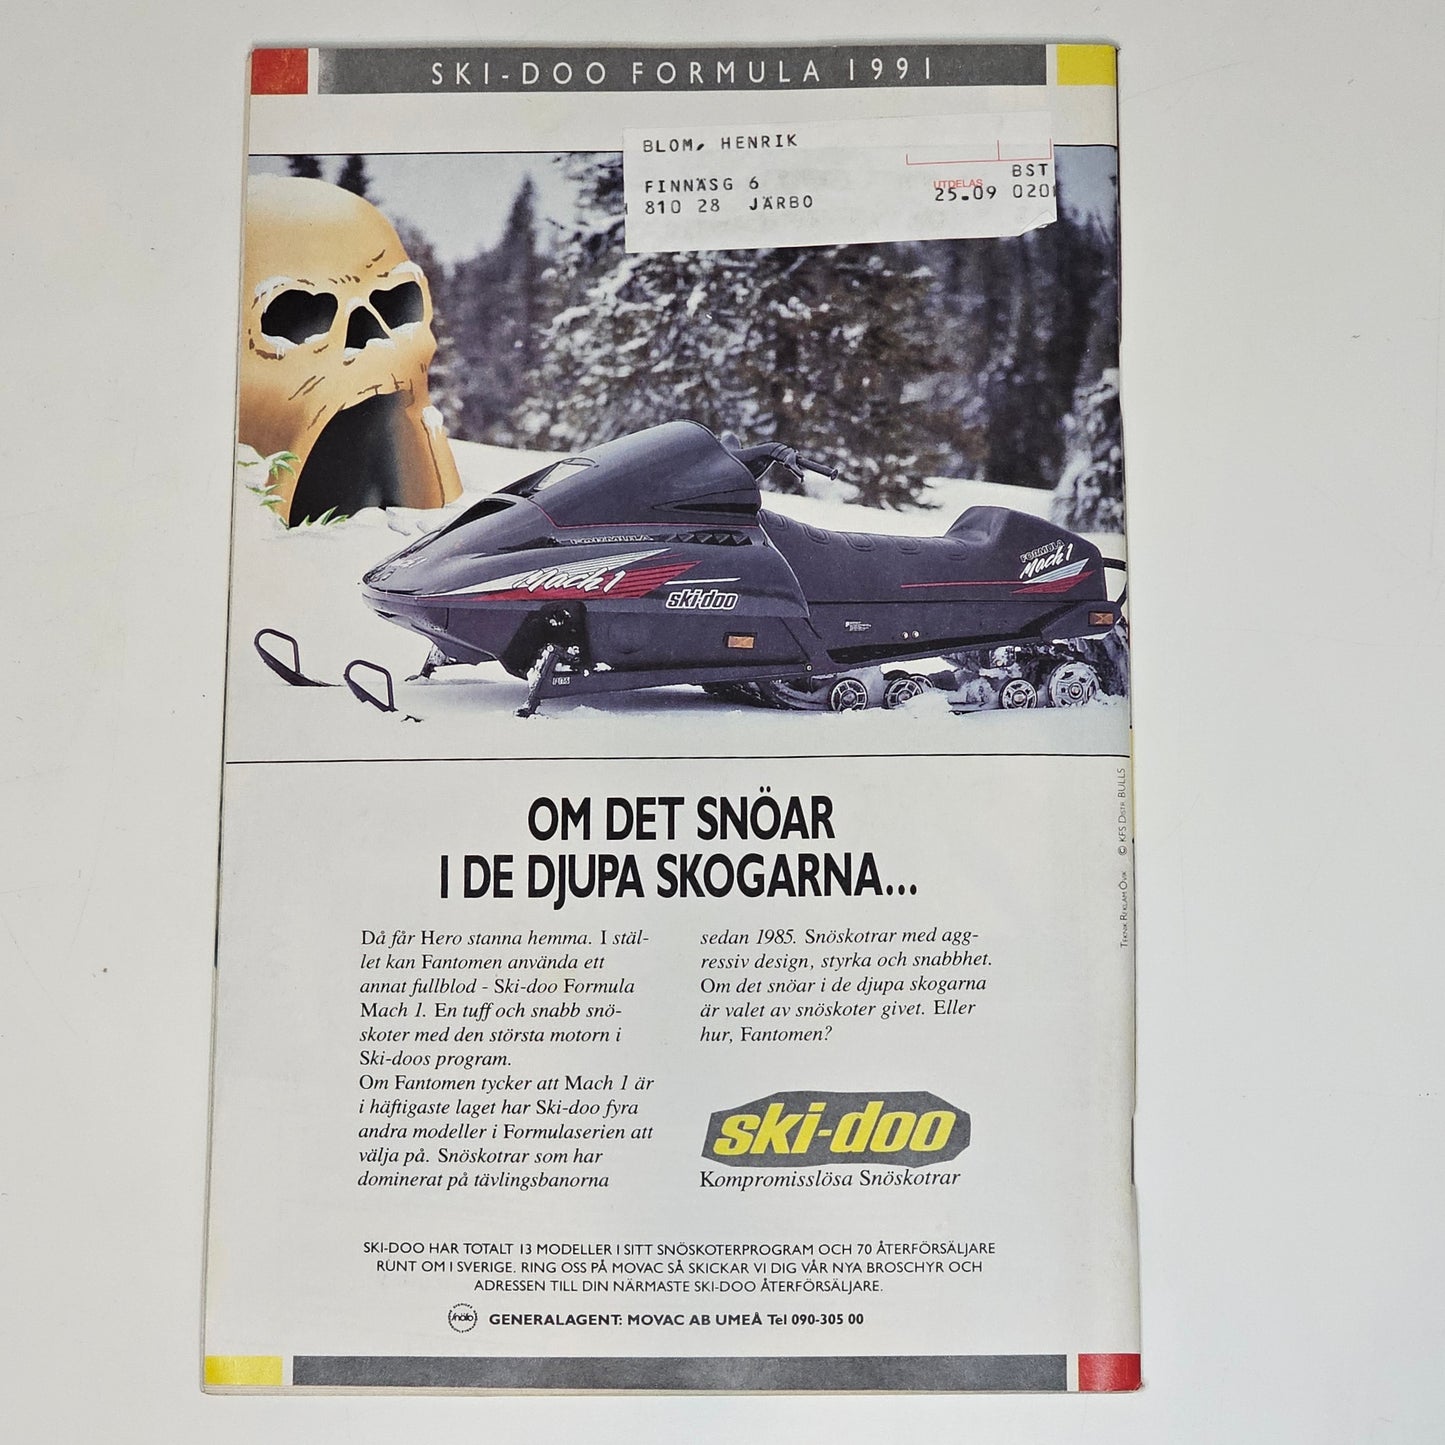 SKI-DOO FORMULA 1991
BLOM, HENRIK
FINNÄSG 6
810 28 JÄRBO
BST
UTDELAS
25.09 020
FORMULA
Mach 1
ski-doo
FORMULA
Mach 1
OM DET SNÖAR
I DE DJUPA SKOGARNA...
Då får Hero stanna hemma. I stäl-
let kan Fantomen använda ett
annat fullblod - Ski-doo Formula
Mach 1. En tuff och snabb snö-
skoter med den största motorn i
Ski-doos program.
Om Fantomen tycker att Mach 1 är
i häftigaste laget har Ski-doo fyra
andra modeller i Formulaserien att
välja på. Snöskotrar som har
dominerat på tävlingsbanorna
sedan 1985. Snöskotrar med agg-
ressiv design, styrka och snabbhet.
Om det snöar i de djupa skogarna
är valet av snöskoter givet. Eller
hur, Fantomen?
ski-doo
Kompromisslösa Snöskotrar
SKI-DOO HAR TOTALT 13 MODELLER I SITT SNÖSKOTERPROGRAM OCH 70 ÅTERFÖRSÄLJARE
RUNT OM I SVERIGE. RING OSS PÅ MOVAC SÅ SKICKAR VI DIG VÅR NYA BROSCHYR OCH
ADRESSEN TILL DIN NÄRMASTE SKI-DOO ÅTERFÖRSÄLJARE.
GENERALAGENT: MOVAC AB UMEÅ Tel 090-305 00
TEKNIK REKLAM ÖVIK © KFS DISTR. BULLS